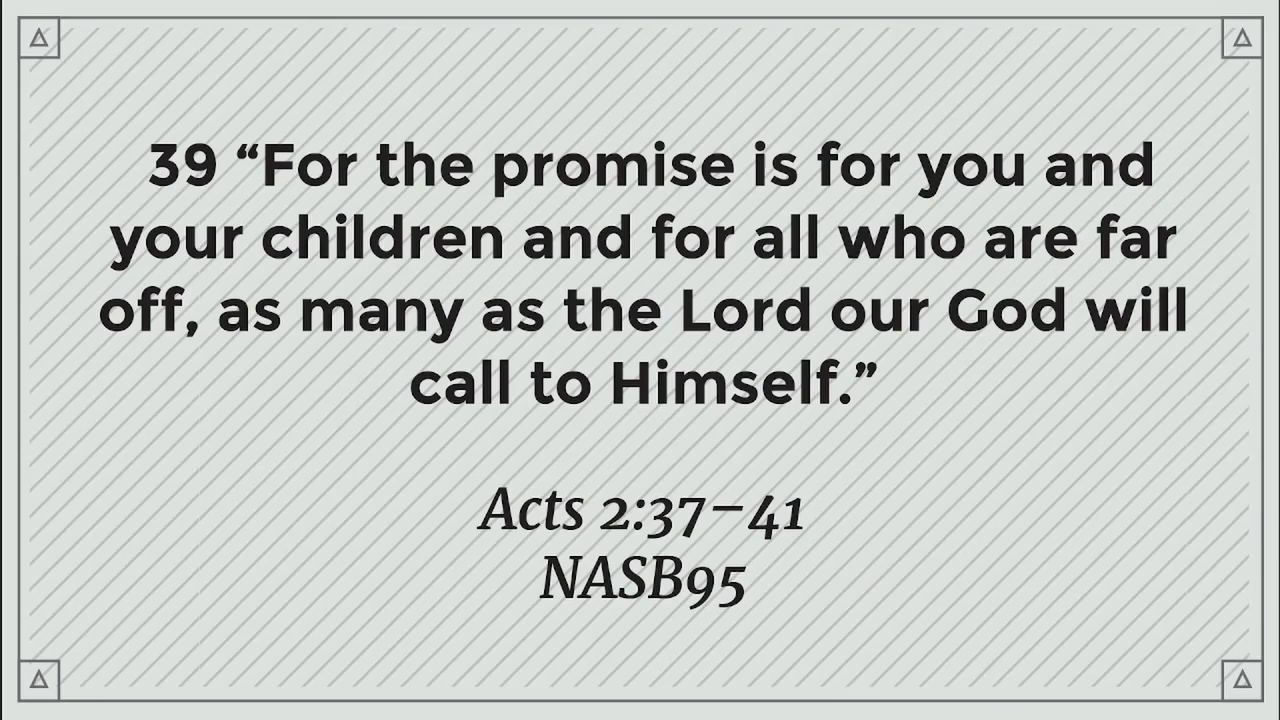 39 “For the promise is for you and
your children and for all who are far
off, as many as the Lord our God will
call to Himself.”
Acts 2:37–41
NASB95